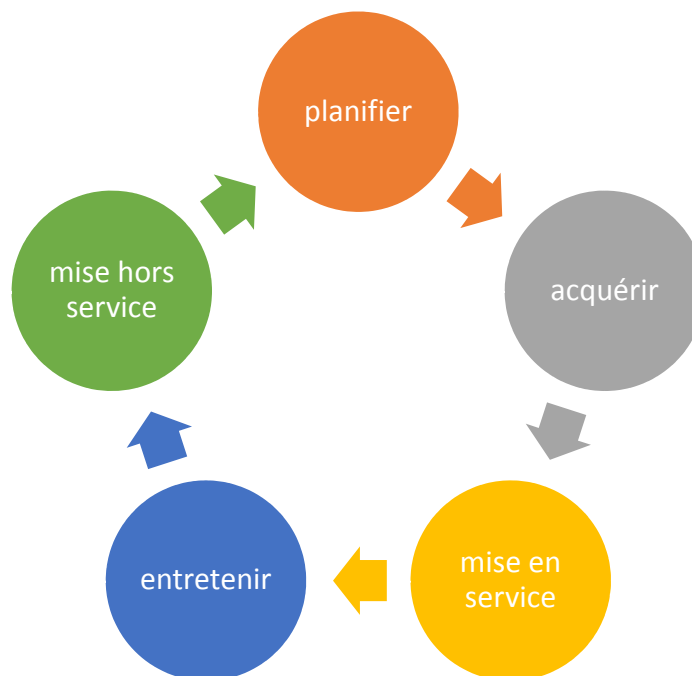 planifier
acquérir
mise en
service
entretenir
mise hors
service